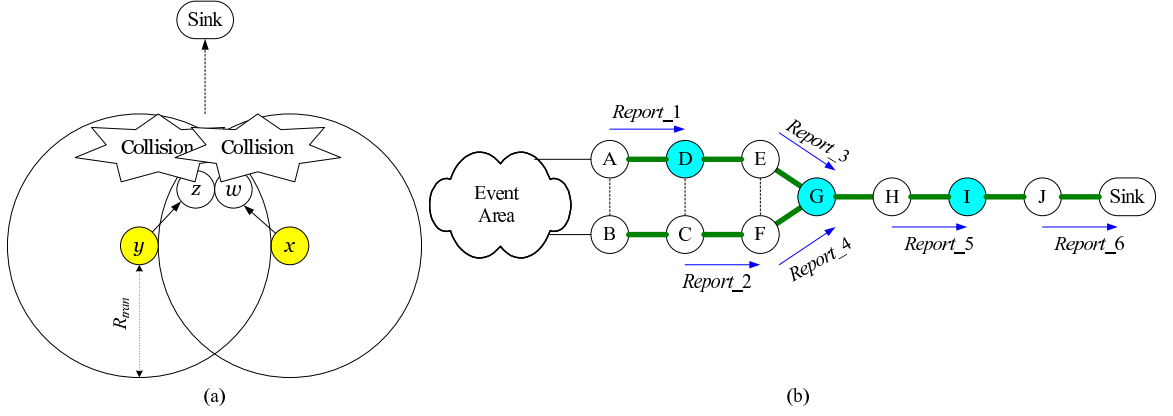 Sink
Collision
Collision
z
w
y
x
R_tran
(a)
Report_1
Report_3
A
D
E
Event
Area
G
H
I
J
Sink
B
C
F
Report_2
Report_4
Report_5
Report_6
(b)